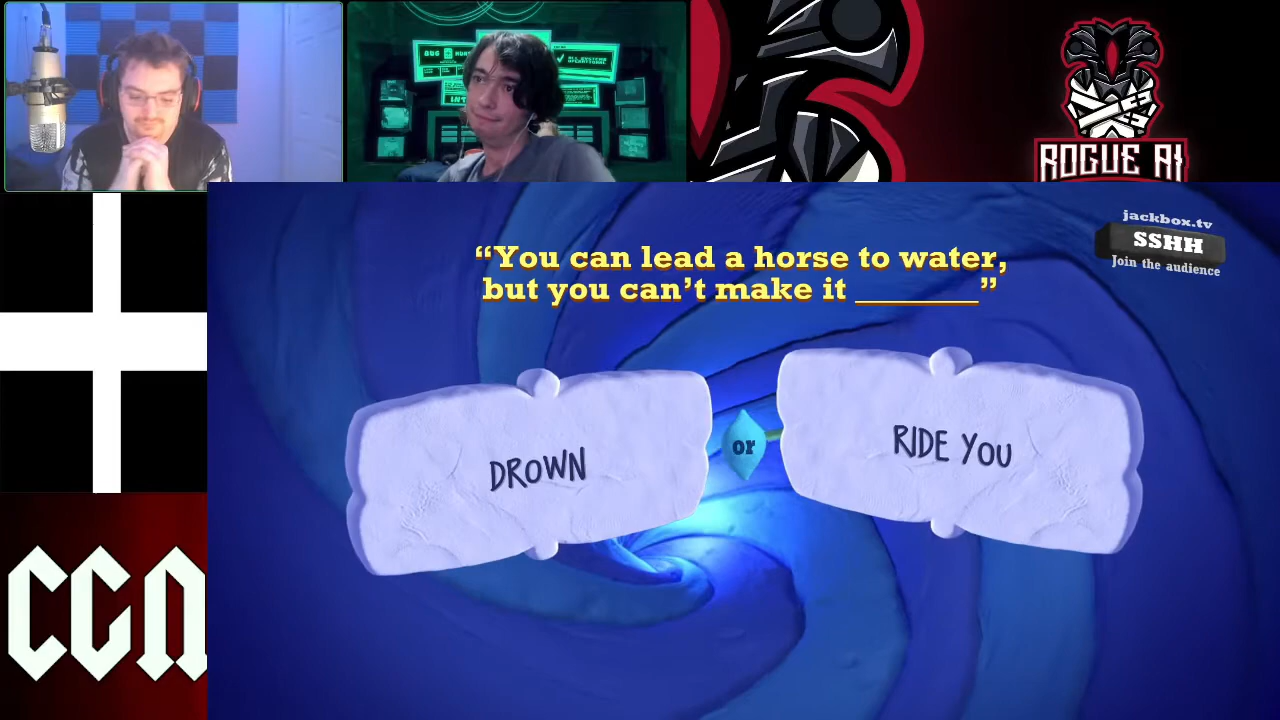 ROGUE AI
jackbox.tv
SSHH
Join the audience
“You can lead a horse to water,
but you can’t make it _______”
DROWN
or
RIDE YOU
CGN